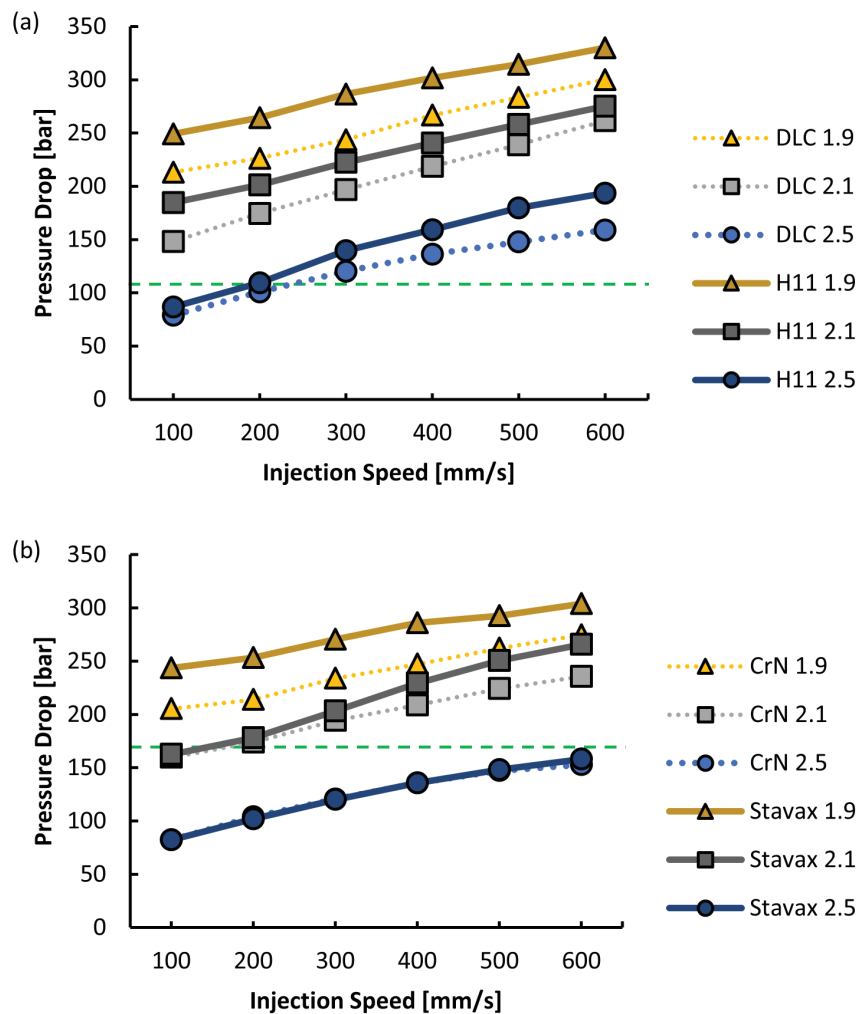 (a)
Pressure Drop [bar]
350
300
250
200
150
100
50
0
100 200 300 400 500 600
Injection Speed [mm/s]
DLC 1.9
DLC 2.1
DLC 2.5
H11 1.9
H11 2.1
H11 2.5
(b)
Pressure Drop [bar]
350
300
250
200
150
100
50
0
100 200 300 400 500 600
Injection Speed [mm/s]
CrN 1.9
CrN 2.1
CrN 2.5
Stavax 1.9
Stavax 2.1
Stavax 2.5